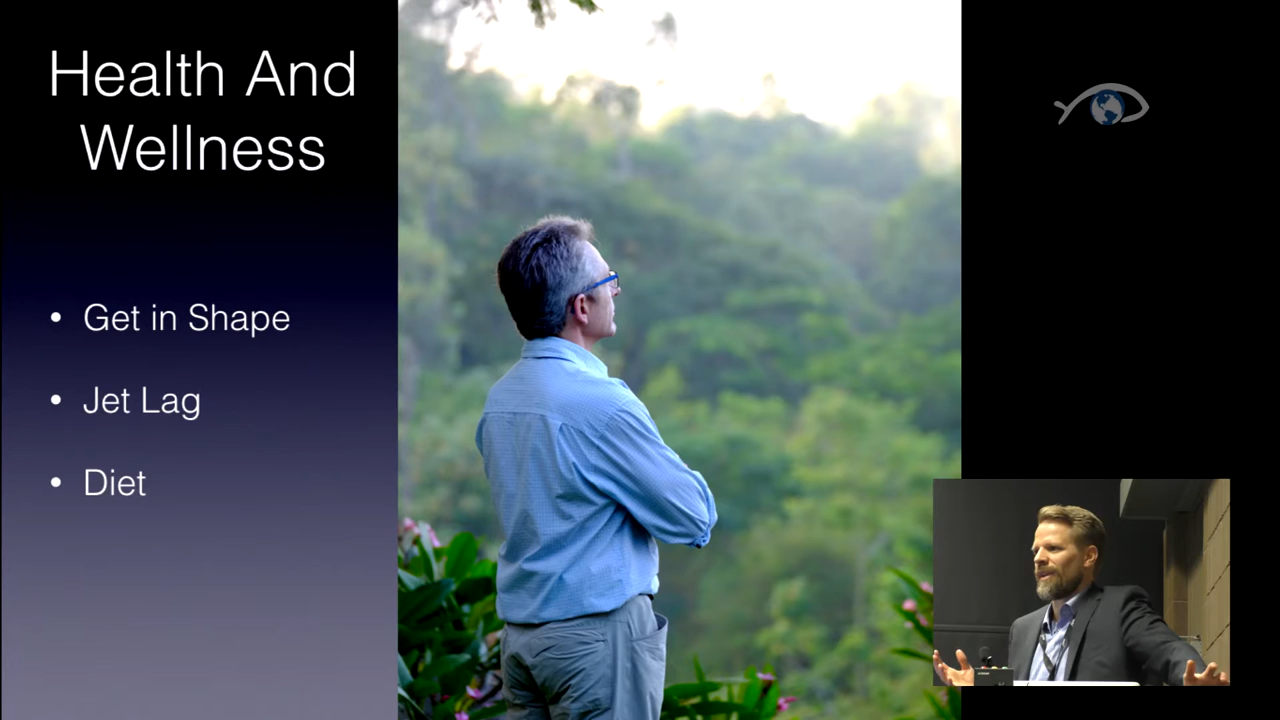 Health And
Wellness
• Get in Shape
• Jet Lag
• Diet